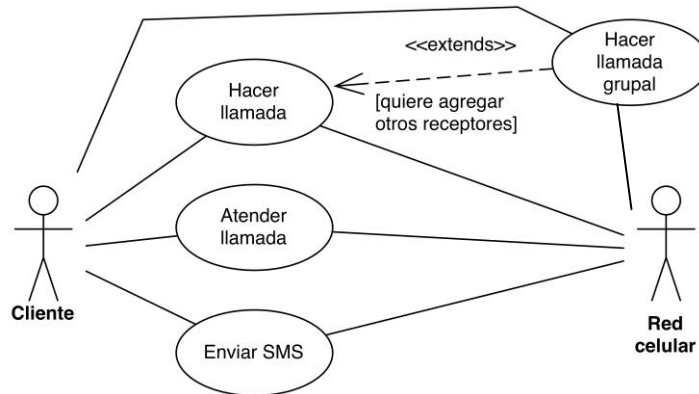 <<extends>>
Hacer
llamada
grupal
Hacer
llamada
[quiere agregar
otros receptores]
Atender
llamada
Cliente
Enviar SMS
Red
celular